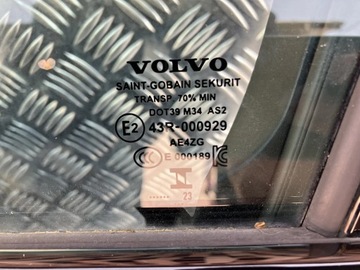 VOLVO
SAINT-GOBAIN SEKURIT
TRANSP. 70% MIN
DOT39 M34 AS2
E2 43R-000929
AE4ZG
E 000189
23